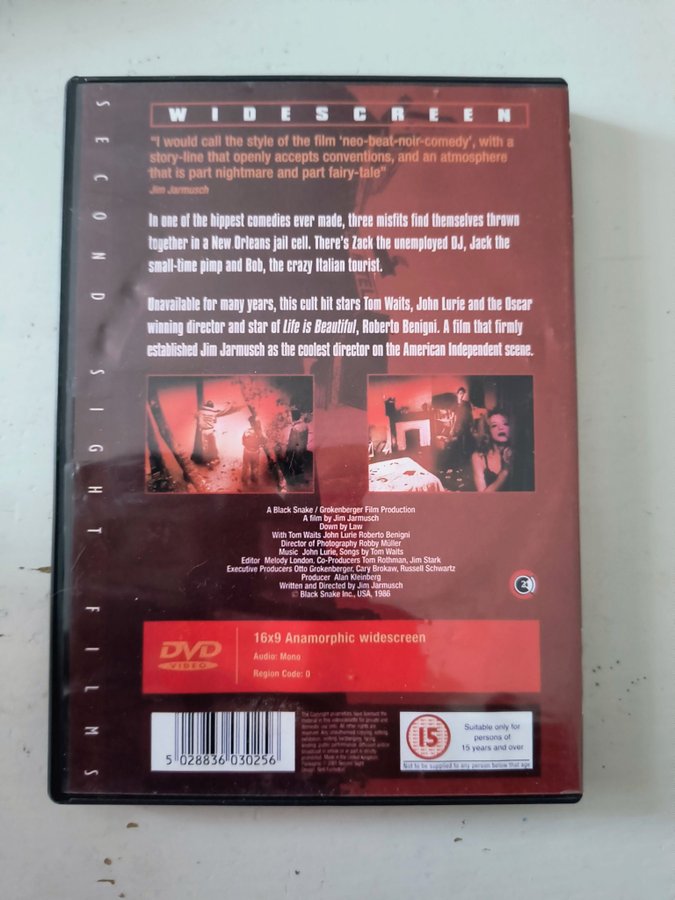 WIDESCREEN
"I would call the style of the film 'neo-beat-noir-comedy', with a
story-line that openly accepts conventions, and an atmosphere
that is part nightmare and part fairy-tale"
Jim Jarmusch
In one of the hippest comedies ever made, three misfits find themselves thrown
together in a New Orleans jail cell. There's Zack the unemployed DJ, Jack the
small-time pimp and Bob, the crazy Italian tourist.
Unavailable for many years, this cult hit stars Tom Waits, John Lurie and the Oscar
winning director and star of Life is Beautiful, Roberto Benigni. A film that firmly
established Jim Jarmusch as the coolest director on the American Independent scene.
A Black Snake / Grokenberger Film Production
A film by Jim Jarmusch
Down by Law
With Tom Waits John Lurie Roberto Benigni
Director of Photography Robby Müller
Music John Lurie, Songs by Tom Waits
Editor Melody London, Co-Producers Tom Rothman, Jim Stark
Executive Producers Otto Grokenberger, Cary Brokaw, Russell Schwartz
Producer Alan Kleinberg
Written and Directed by Jim Jarmusch
© Black Snake Inc., USA, 1986
DVD
VIDEO
16x9 Anamorphic widescreen
Audio: Mono
Region Code: 0
5 028836 030256
15
Suitable only for
persons of
15 years and over
Not to be supplied to any person below that age
SECOND SIGHT FILMS